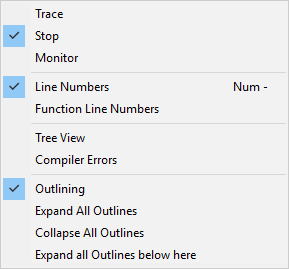 Trace
Stop
Monitor
Line Numbers Num -
Function Line Numbers
Tree View
Compiler Errors
Outlining
Expand All Outlines
Collapse All Outlines
Expand all Outlines below here